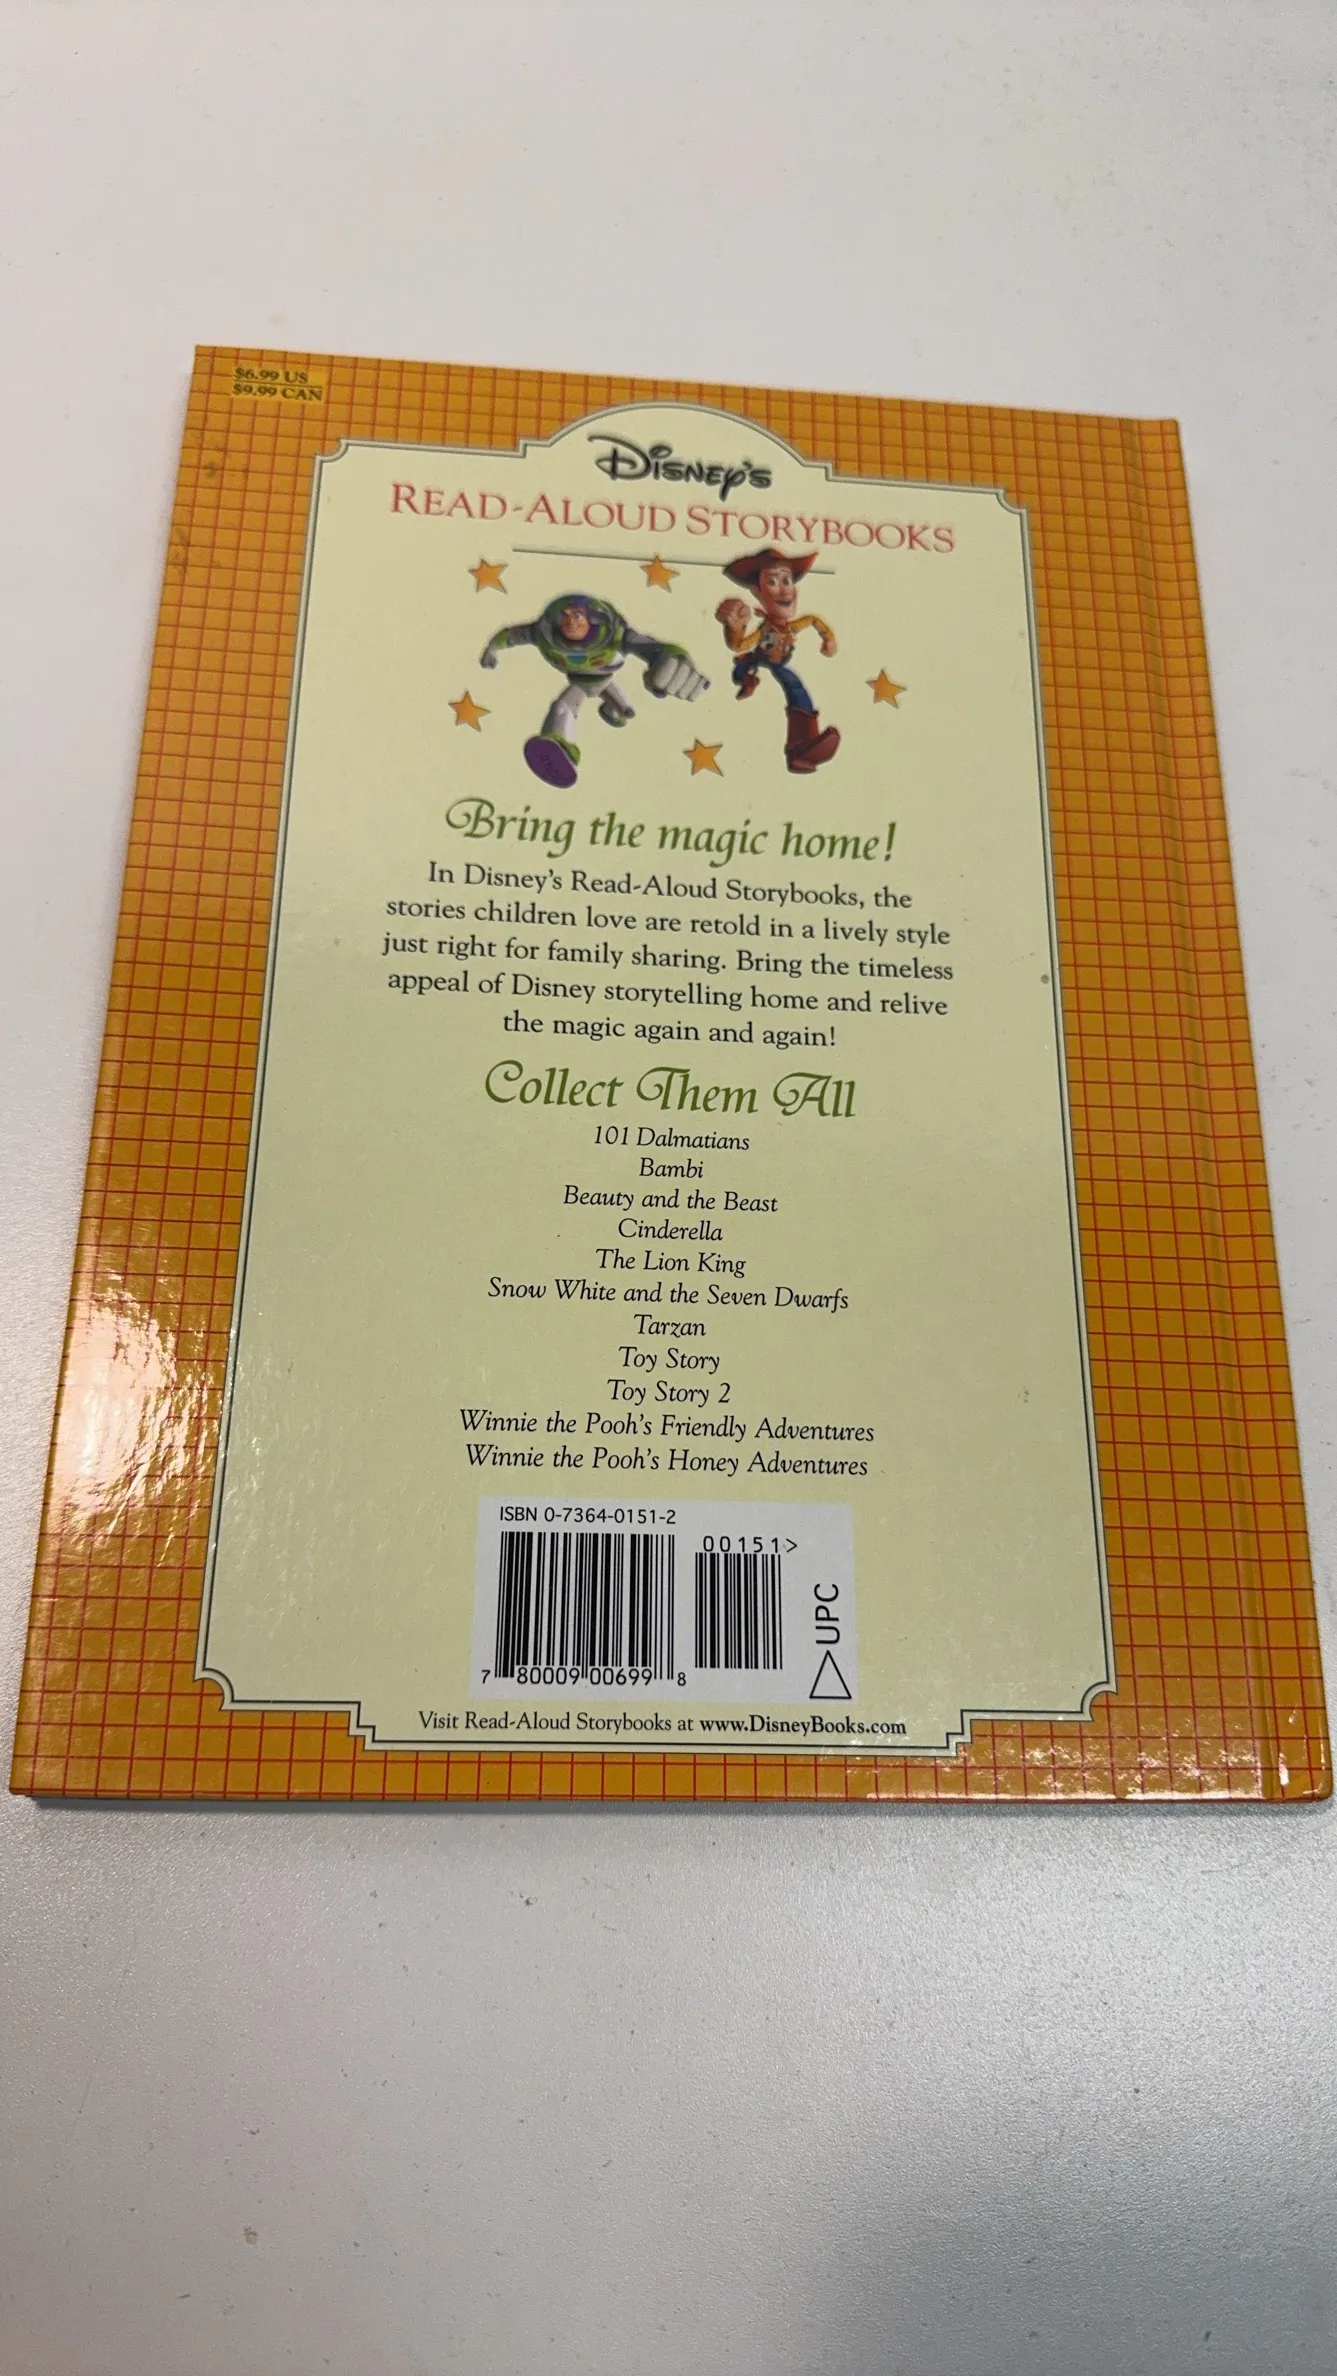 $6.99 US
$9.99 CAN
Disney's
Read-Aloud Storybooks
Bring the magic home!
In Disney's Read-Aloud Storybooks, the
stories children love are retold in a lively style
just right for family sharing. Bring the timeless
appeal of Disney storytelling home and relive
the magic again and again!
Collect Them All
101 Dalmatians
Bambi
Beauty and the Beast
Cinderella
The Lion King
Snow White and the Seven Dwarfs
Tarzan
Toy Story
Toy Story 2
Winnie the Pooh's Friendly Adventures
Winnie the Pooh's Honey Adventures
ISBN 0-7364-0151-2
00151>
UPC
7 80009 00699 8
Visit Read-Aloud Storybooks at www.DisneyBooks.com